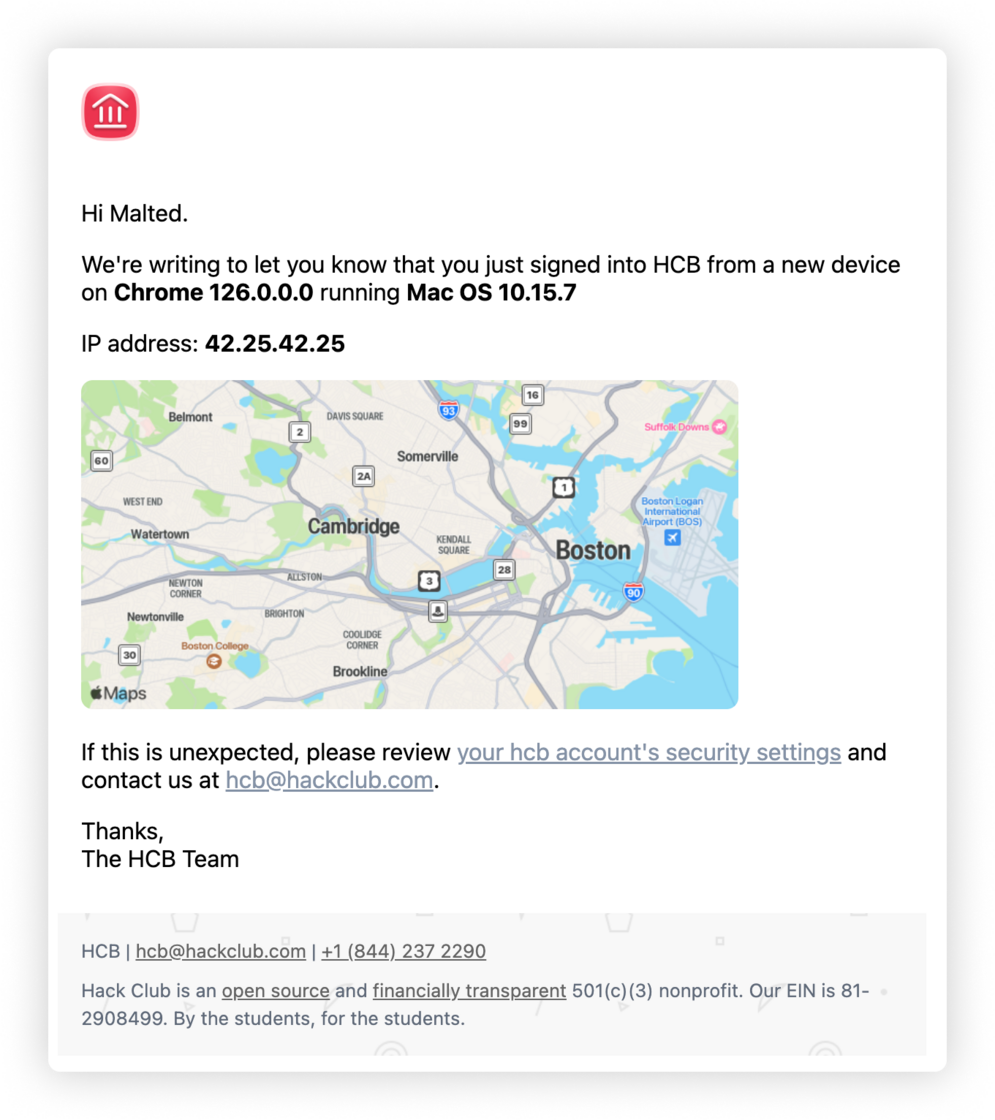 Hi Malted.
We're writing to let you know that you just signed into HCB from a new device
on Chrome 126.0.0.0 running Mac OS 10.15.7
IP address: 42.25.42.25
16
93
Belmont
DAVIS SQUARE
99
Suffolk Downs
2
Somerville
60
2A
1
WEST END
Boston Logan
International
Airport (BOS)
Cambridge
Watertown
KENDALL
SQUARE
Boston
28
ALLSTON
3
NEWTON
CORNER
90
Newtonville
BRIGHTON
COOLIDGE
CORNER
Boston College
30
Brookline
Maps
If this is unexpected, please review your hcb account's security settings and
contact us at hcb@hackclub.com.
Thanks,
The HCB Team
HCB | hcb@hackclub.com | +1 (844) 237 2290
Hack Club is an open source and financially transparent 501(c)(3) nonprofit. Our EIN is 81-
2908499. By the students, for the students.